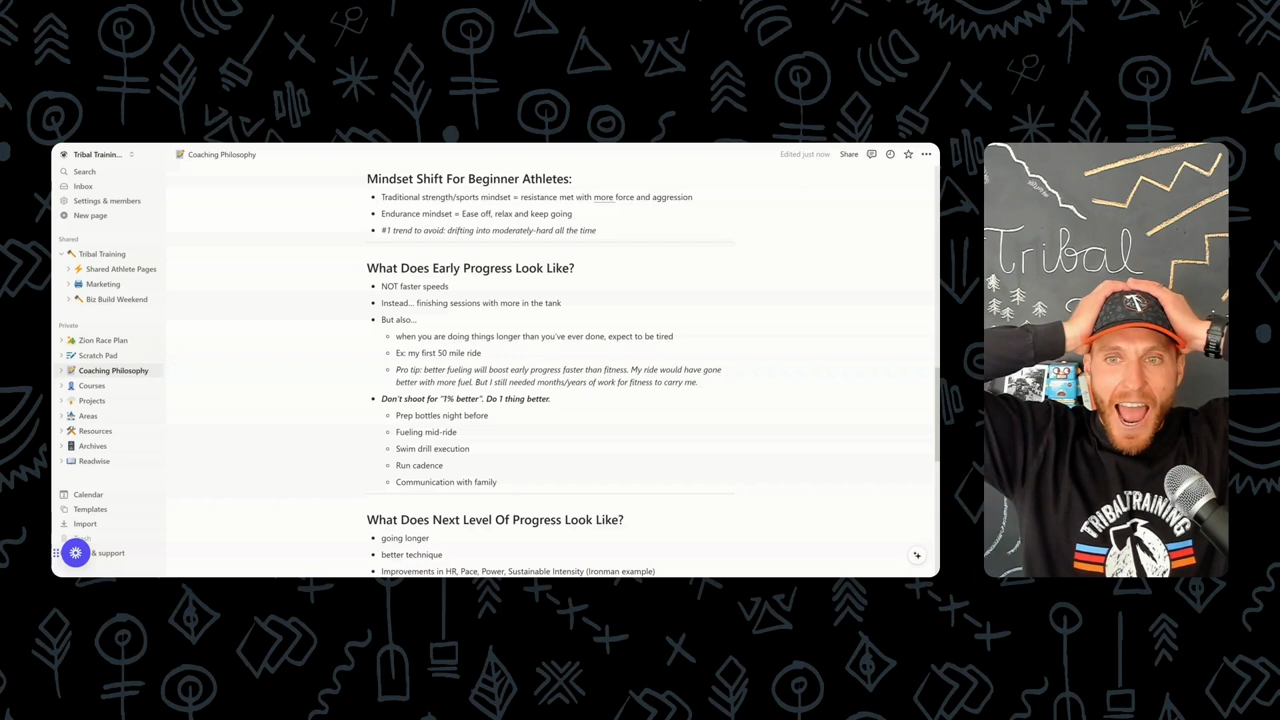 Tribal Trainin...
Search
Inbox
Settings & members
New page
Shared
Tribal Training
Shared Athlete Pages
Marketing
Biz Build Weekend
Private
Zion Race Plan
Scratch Pad
Coaching Philosophy
Courses
Projects
Areas
Resources
Archives
Readwise
Calendar
Templates
Import
Trash
& support
Coaching Philosophy
Edited just now
Share
Mindset Shift For Beginner Athletes:
Traditional strength/sports mindset = resistance met with more force and aggression
Endurance mindset = Ease off, relax and keep going
#1 trend to avoid: drifting into moderately-hard all the time
What Does Early Progress Look Like?
NOT faster speeds
Instead... finishing sessions with more in the tank
But also...
when you are doing things longer than you've ever done, expect to be tired
Ex: my first 50 mile ride
Pro tip: better fueling will boost early progress faster than fitness. My ride would have gone
better with more fuel. But I still needed months/years of work for fitness to carry me.
Don't shoot for "1% better". Do 1 thing better.
Prep bottles night before
Fueling mid-ride
Swim drill execution
Run cadence
Communication with family
What Does Next Level Of Progress Look Like?
going longer
better technique
Improvements in HR, Pace, Power, Sustainable Intensity (Ironman example)
Tribal
TRIBAL TRAINING